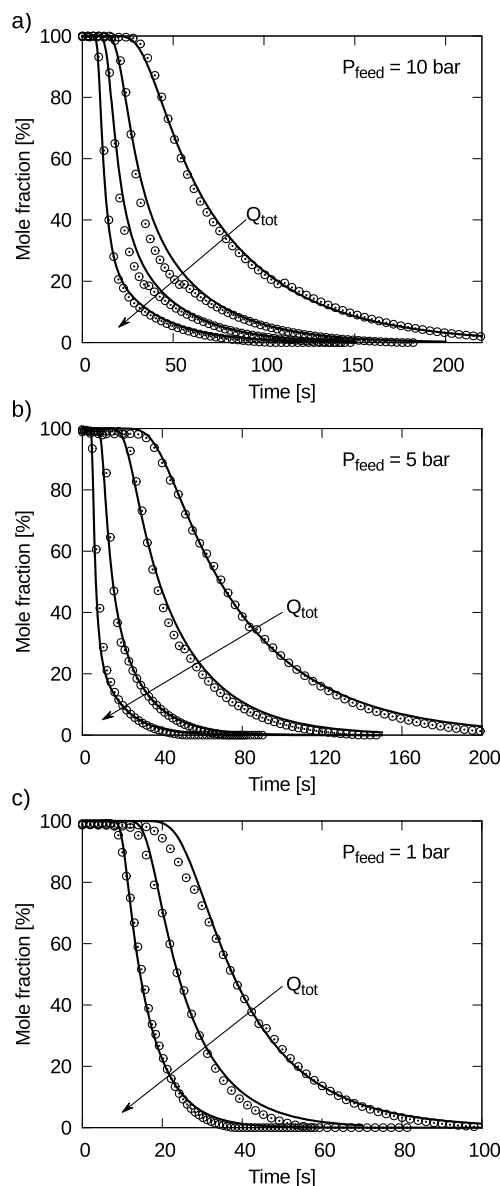 a)
100
P_feed = 10 bar
80
60
Mole fraction [%]
40
Q_tot
20
0
0 50 100 150 200
Time [s]
b)
100
P_feed = 5 bar
80
60
Mole fraction [%]
40
Q_tot
20
0
0 40 80 120 160 200
Time [s]
c)
100
P_feed = 1 bar
80
60
Mole fraction [%]
40
Q_tot
20
0
0 20 40 60 80 100
Time [s]